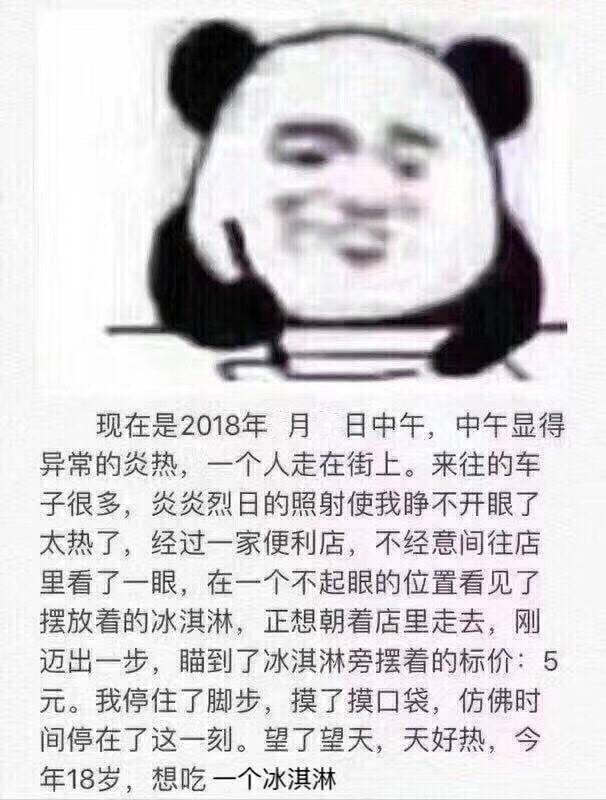 现在是2018年 月 日中午，中午显得
异常的炎热，一个人走在街上。来往的车
子很多，炎炎烈日的照射使我睁不开眼了
太热了，经过一家便利店，不经意间往店
里看了一眼，在一个不起眼的位置看见了
摆放着的冰淇淋，正想朝着店里走去，刚
迈出一步，瞄到了冰淇淋旁摆着的标价：5
元。我停住了脚步，摸了摸口袋，仿佛时
间停在了这一刻。望了望天，天好热，今
年18岁，想吃 一个冰淇淋